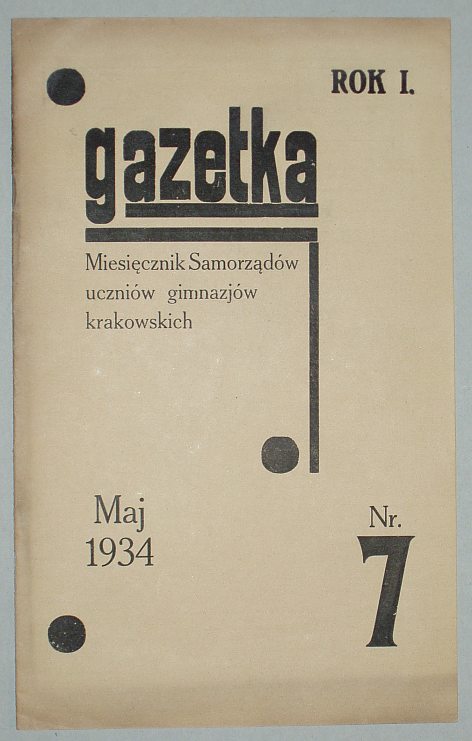 ROK I.
gazetka
Miesięcznik Samorządów
uczniów gimnazjów
krakowskich
Maj
1934
Nr.
7